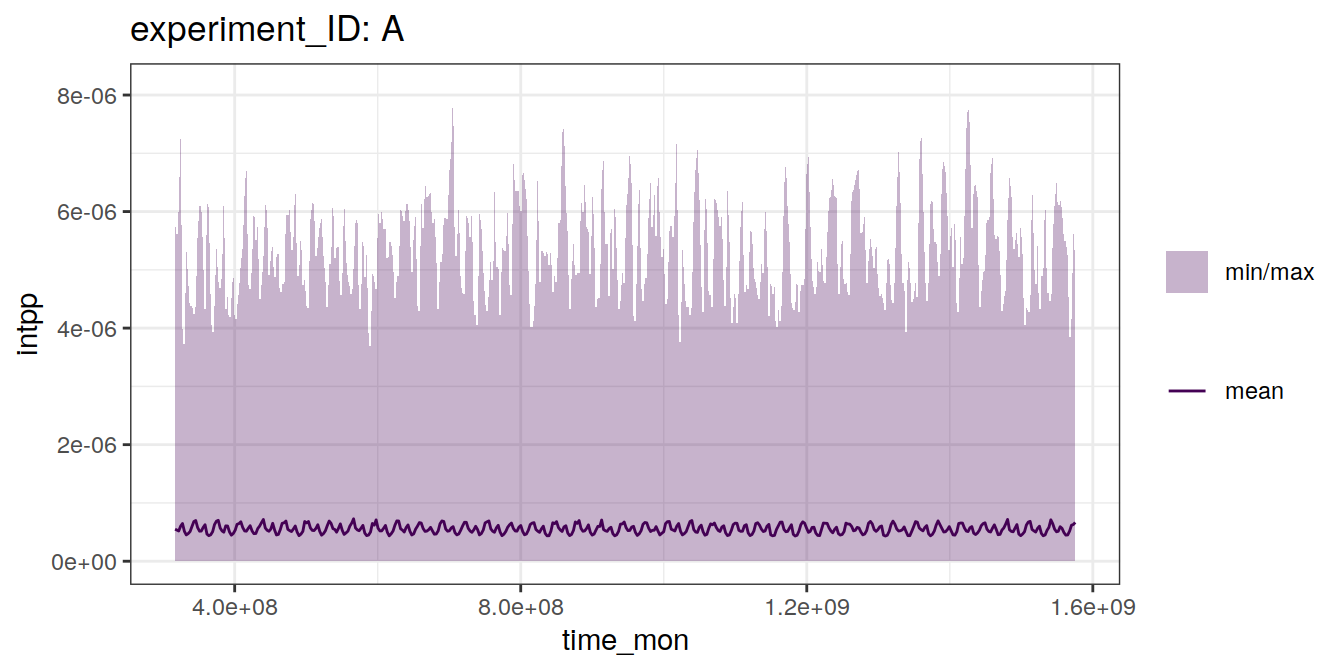 experiment_ID: A
8e-06
6e-06
4e-06
2e-06
0e+00
intpp
4.0e+08 8.0e+08 1.2e+09 1.6e+09
time_mon
min/max
mean